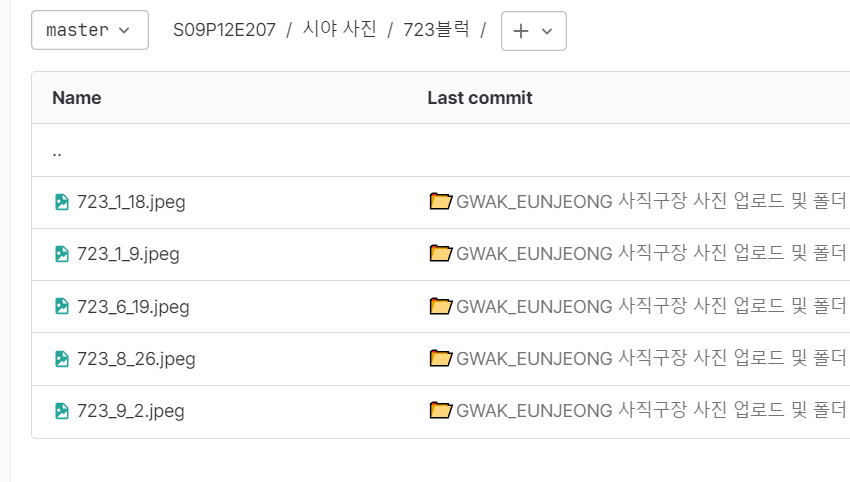 master S09P12E207 / 시야 사진 / 723블럭 /
Name Last commit
..
723_1_18.jpeg GWAK_EUNJEONG 사직구장 사진 업로드 및 폴더
723_1_9.jpeg GWAK_EUNJEONG 사직구장 사진 업로드 및 폴더
723_6_19.jpeg GWAK_EUNJEONG 사직구장 사진 업로드 및 폴더
723_8_26.jpeg GWAK_EUNJEONG 사직구장 사진 업로드 및 폴더
723_9_2.jpeg GWAK_EUNJEONG 사직구장 사진 업로드 및 폴더